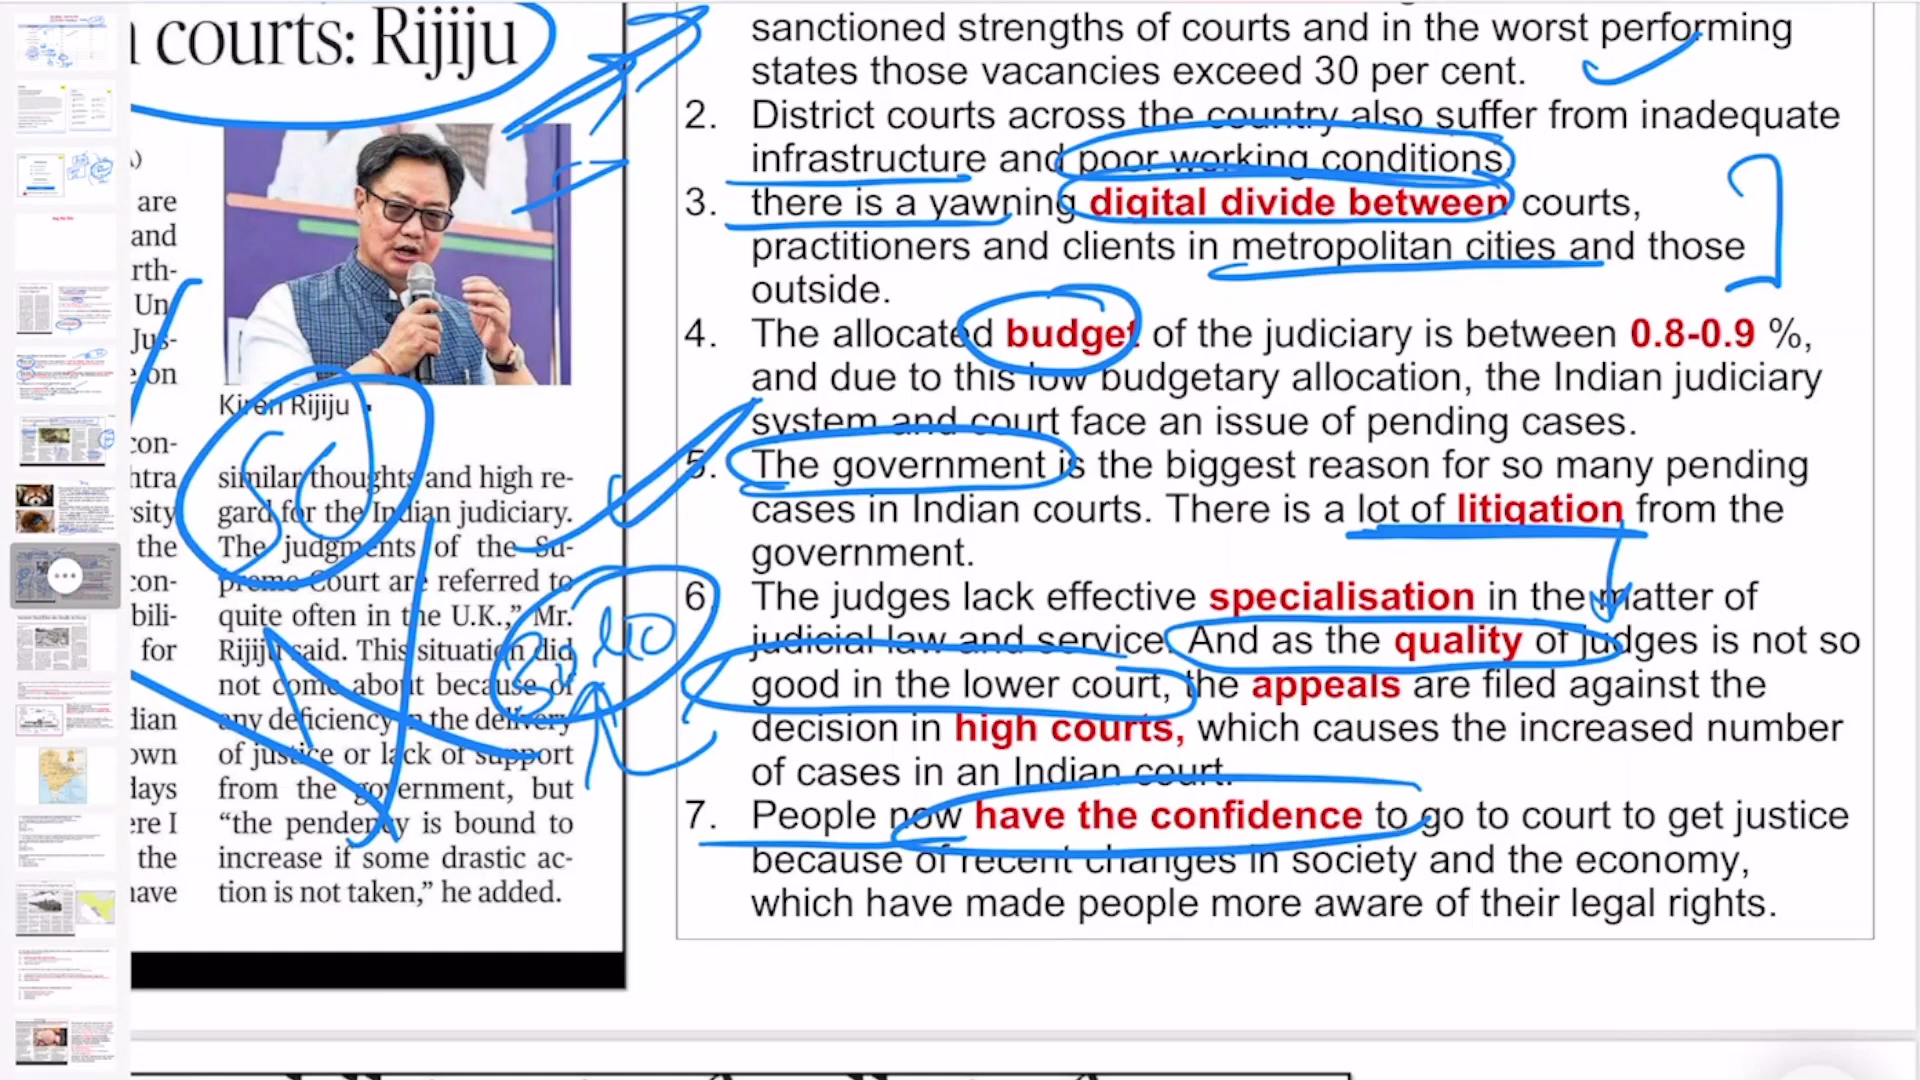 courts: Rijiju
are
and
rth-
Un
Jus-
on
con-
htra
sity
the
con-
bili-
for
dian
own
days
ere I
the
have
Kiren Rijiju
similar thoughts and high re-
gard for the Indian judiciary.
The judgments of the Su-
preme Court are referred to
quite often in the U.K.,” Mr.
Rijiju said. This situation did
not come about because of
any deficiency in the delivery
of justice or lack of support
from the government, but
“the pendency is bound to
increase if some drastic ac-
tion is not taken,” he added.
50
30 40
sanctioned strengths of courts and in the worst performing
states those vacancies exceed 30 per cent.
2. District courts across the country also suffer from inadequate
infrastructure and poor working conditions,
3. there is a yawning digital divide between courts,
practitioners and clients in metropolitan cities and those
outside.
4. The allocated budget of the judiciary is between 0.8-0.9 %,
and due to this low budgetary allocation, the Indian judiciary
system and court face an issue of pending cases.
5. The government is the biggest reason for so many pending
cases in Indian courts. There is a lot of litigation from the
government.
6. The judges lack effective specialisation in the matter of
judicial law and service. And as the quality of judges is not so
good in the lower court, the appeals are filed against the
decision in high courts, which causes the increased number
of cases in an Indian court.
7. People now have the confidence to go to court to get justice
because of recent changes in society and the economy,
which have made people more aware of their legal rights.